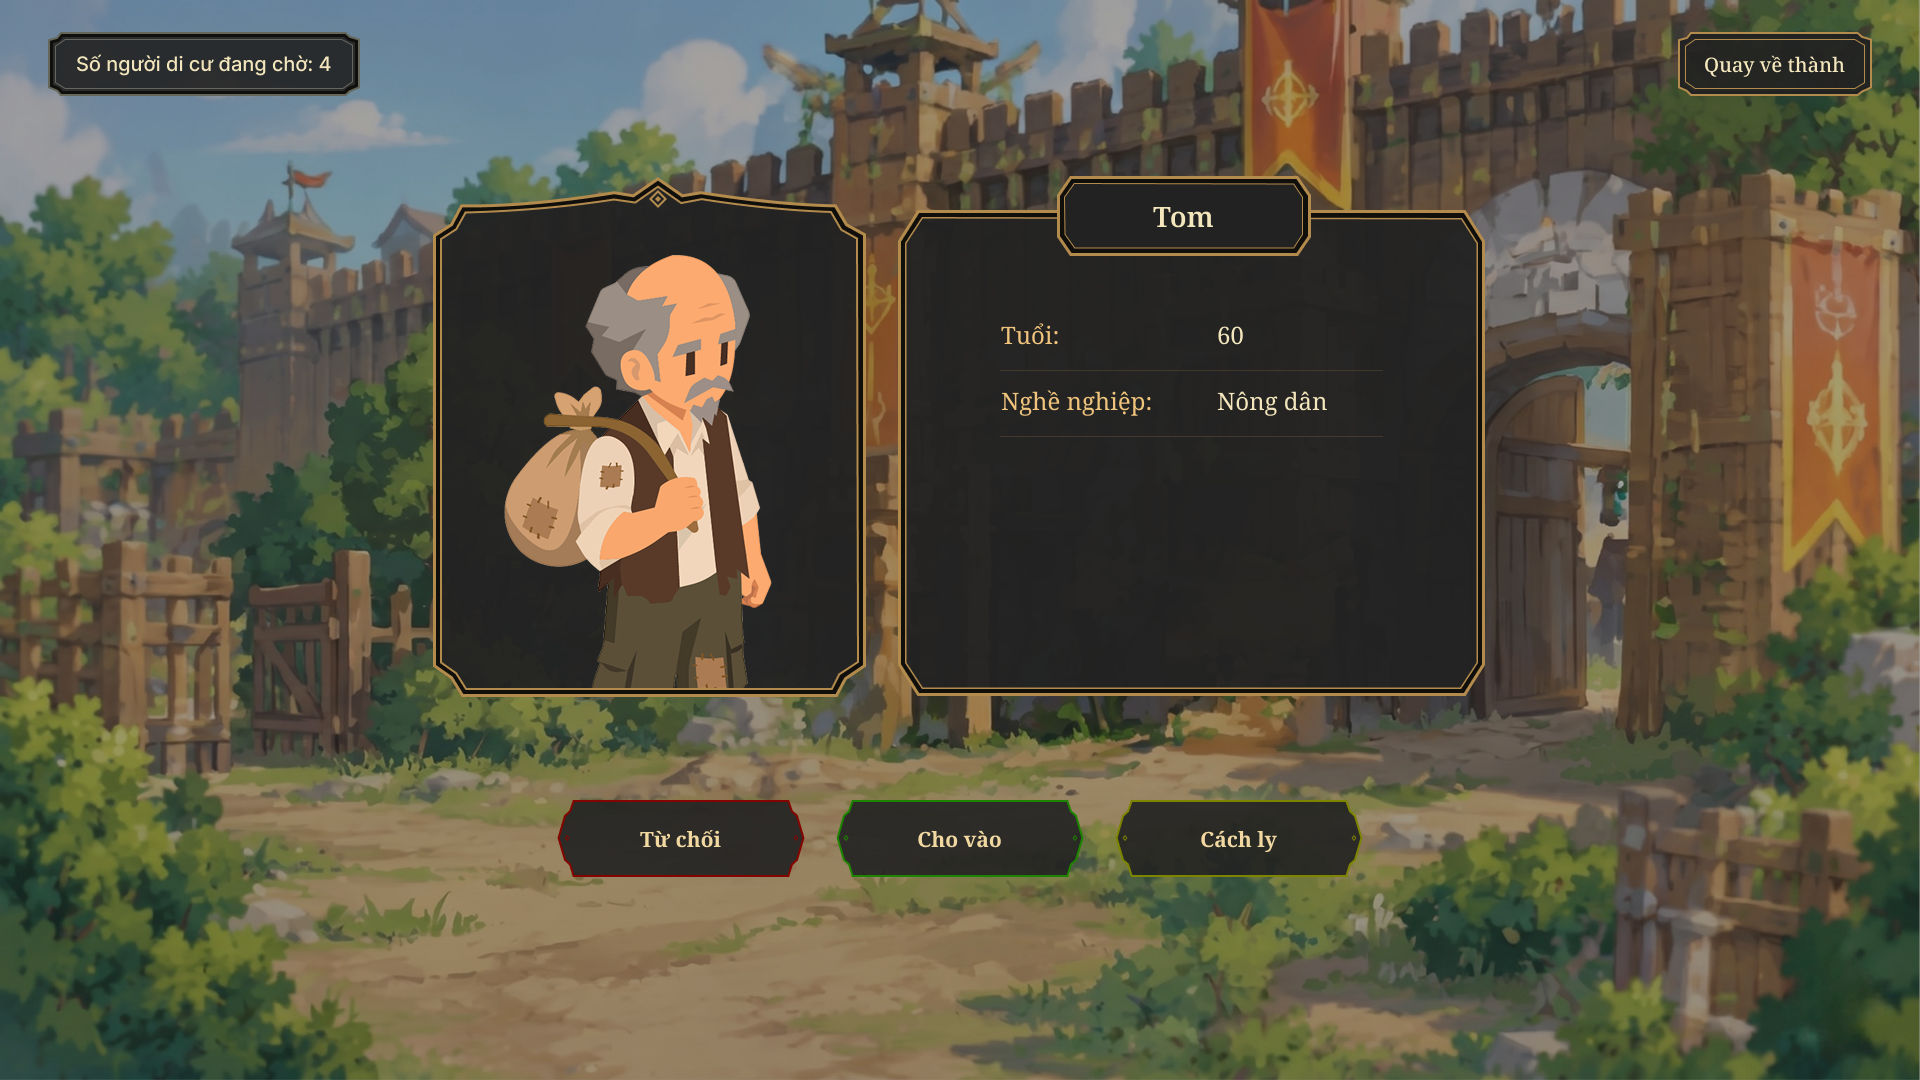 Số người di cư đang chờ: 4
Quay về thành
Tom
Tuổi: 60
Nghề nghiệp: Nông dân
Từ chối
Cho vào
Cách ly